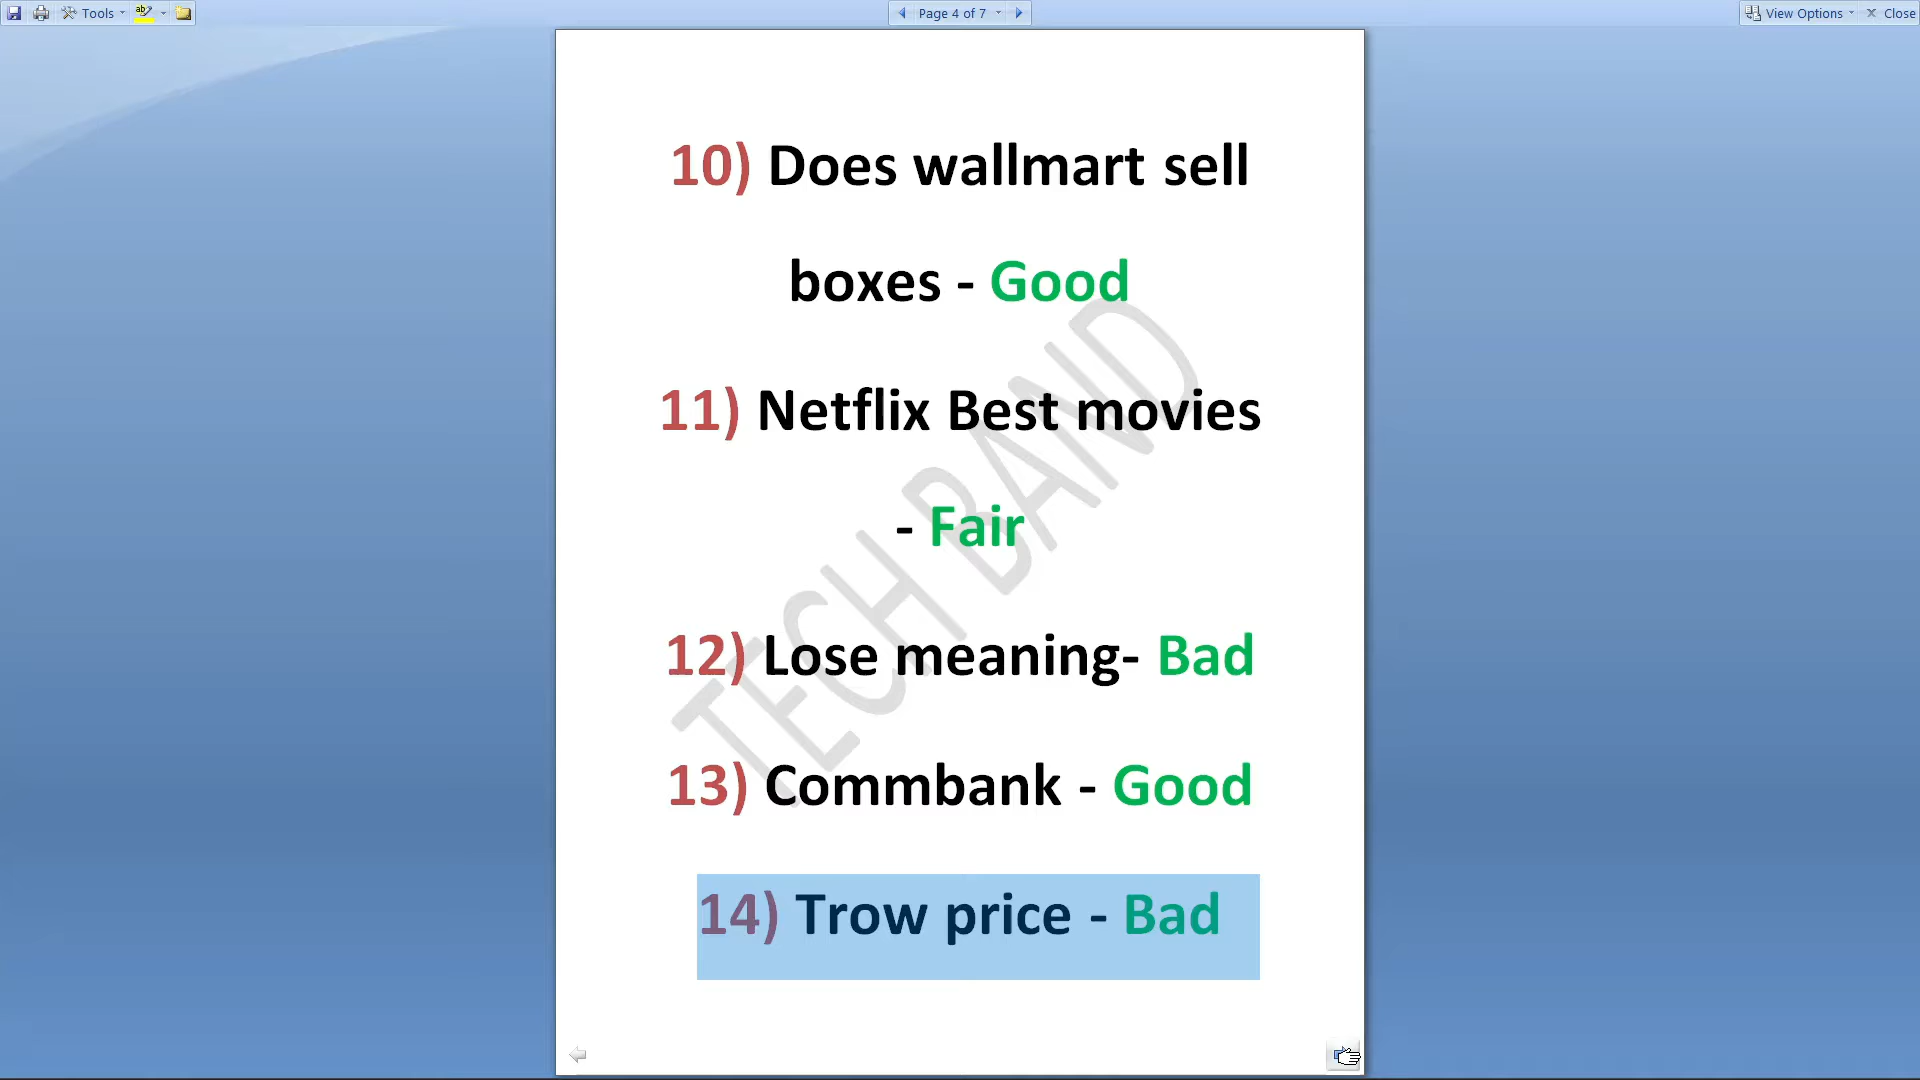 Tools
Page 4 of 7
View Options
Close
10) Does wallmart sell
boxes - Good
11) Netflix Best movies
- Fair
12) Lose meaning- Bad
13) Commbank - Good
14) Trow price - Bad
TECH BAND